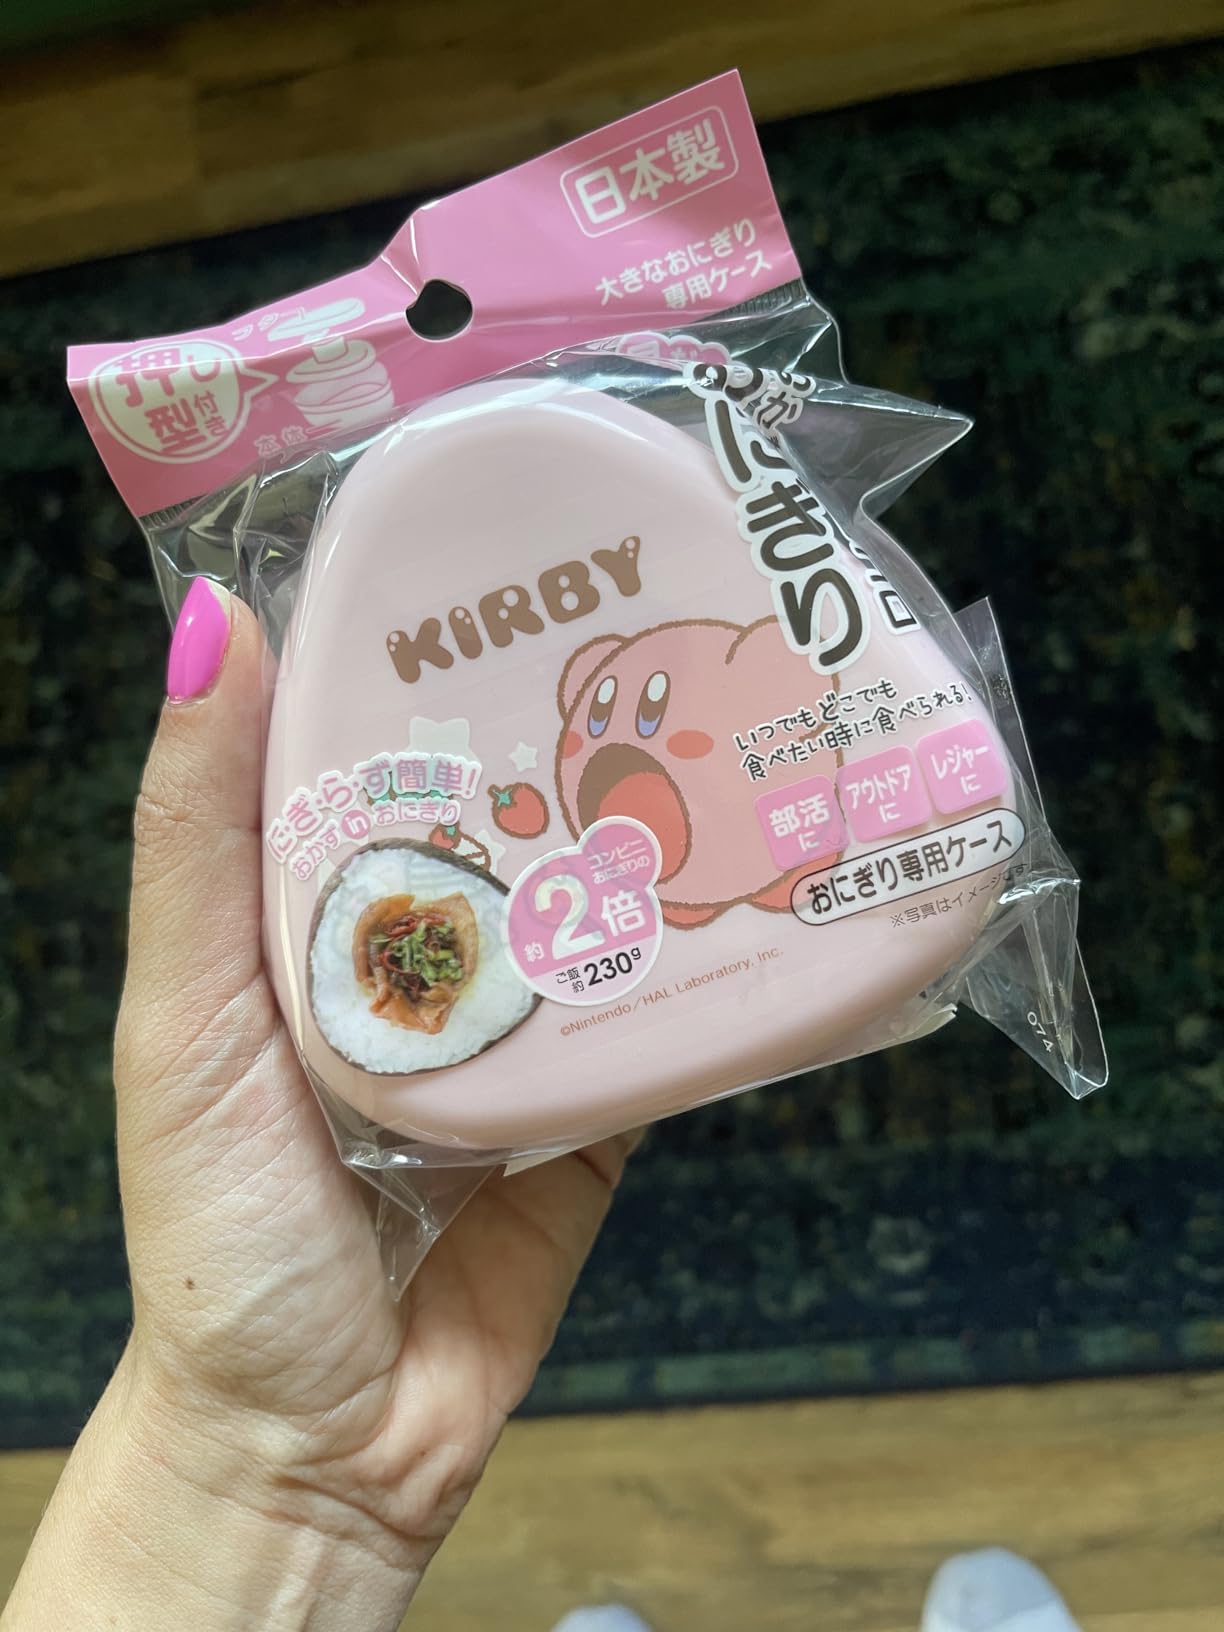 日本製
大きなおにぎり
専用ケース
押し
型付き
フタ
本体
おにぎり
KIRBY
いつでもどこでも
食べたい時に食べられる!
部活
に
アウトドア
に
レジャー
に
おにぎり専用ケース
※写真はイメージです
にぎ・ら・ず簡単!
おかず in おにぎり
コンビニ
おにぎりの
約2倍
ご飯
約230g
©Nintendo／HAL Laboratory, Inc.
074